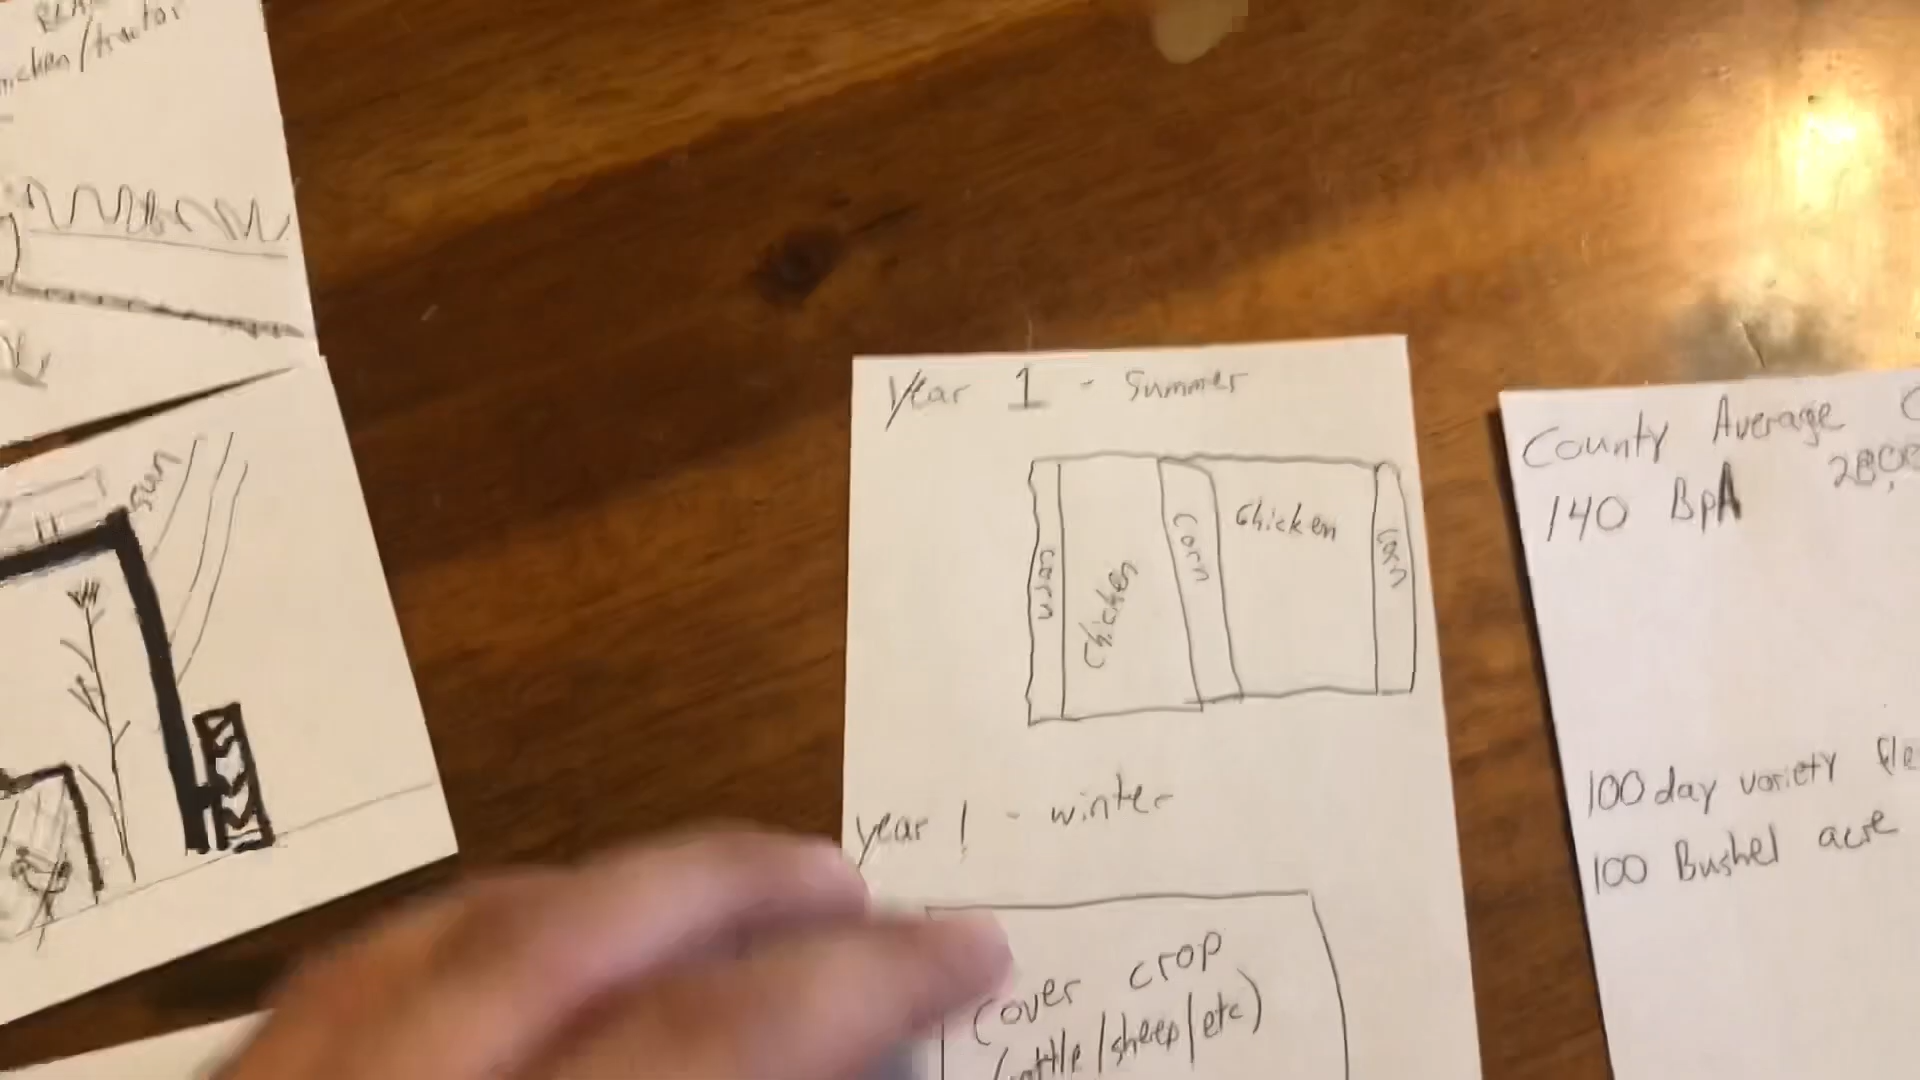 chicken/tractor
sun
Year 1 - Summer
corn
Chicken
Corn
Chicken
Corn
year 1 - winter
Cover crop
cattle/sheep/etc)
County Average
140 BpA
100 day variety
100 Bushel acre